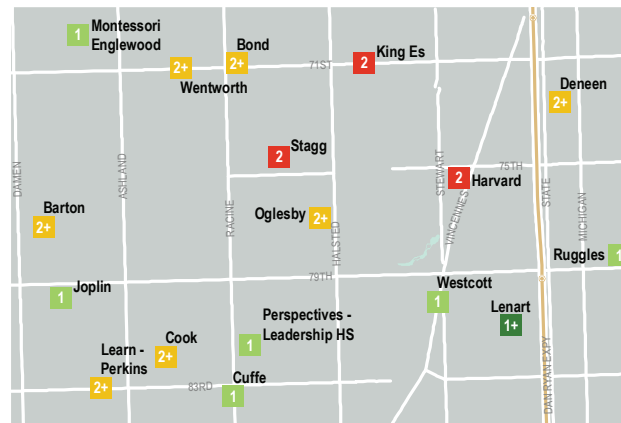 1
Montessori
Englewood
2+
Wentworth
2+
Bond
71ST
2
King Es
Deneen
2+
DAMEN
ASHLAND
2
Stagg
STEWART
75TH
2
Harvard
VINCENNES
STATE
MICHIGAN
Barton
2+
RACINE
Oglesby
2+
HALSTED
Ruggles
1
79TH
1
Joplin
Westcott
1
Lenart
1+
Perspectives -
Leadership HS
1
Cook
2+
Learn -
Perkins
2+
83RD
Cuffe
1
DAN RYAN EXPY